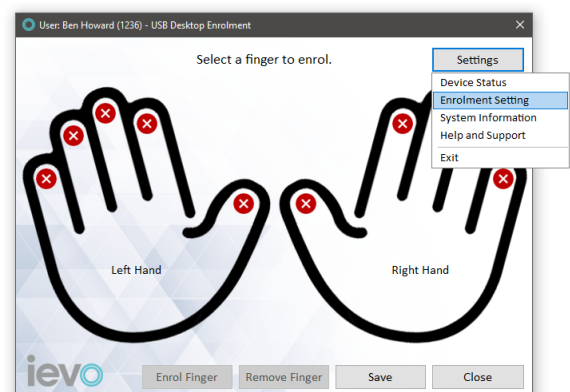 User: Ben Howard (1236) - USB Desktop Enrolment
Select a finger to enrol.
Settings
Device Status
Enrolment Setting
System Information
Help and Support
Exit
Left Hand
Right Hand
ievo
Enrol Finger
Remove Finger
Save
Close